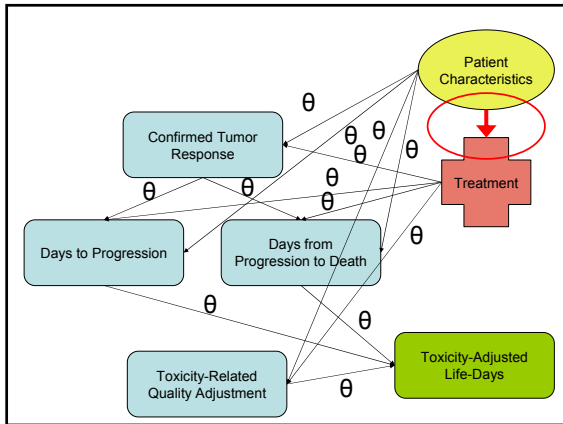 Patient
Characteristics
θ
Confirmed Tumor
Response
θ
θ
θ
θ
Treatment
θ
θ
θ
Days to Progression
Days from
Progression to Death
θ
θ
θ
Toxicity-Related
Quality Adjustment
θ
Toxicity-Adjusted
Life-Days